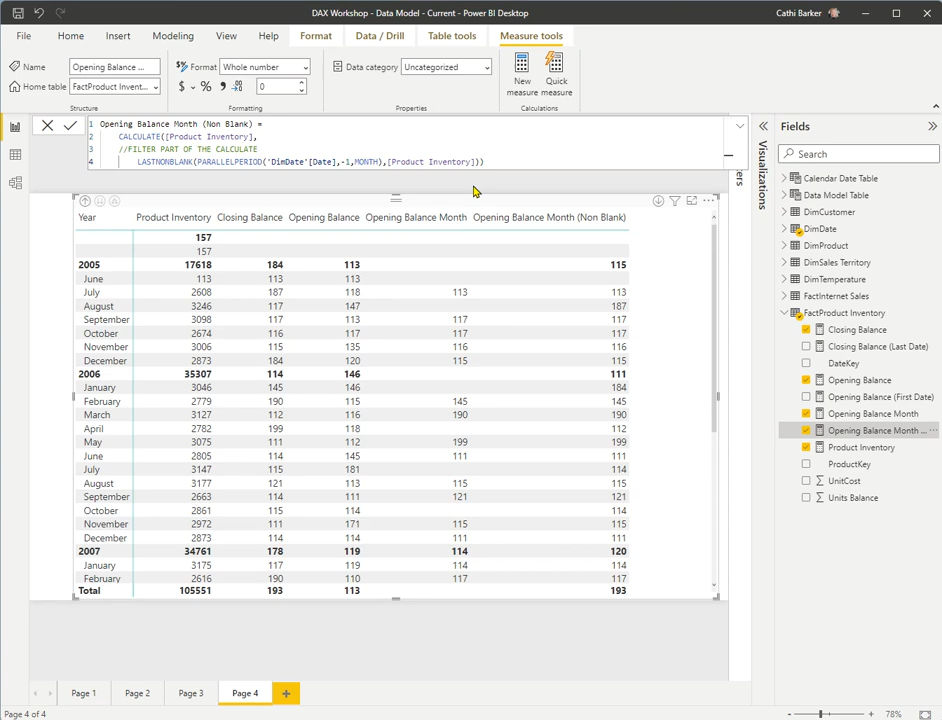 DAX Workshop - Data Model - Current - Power BI Desktop
Cathi Barker
File Home Insert Modeling View Help Format Data / Drill Table tools Measure tools
Name Opening Balance ...
Home table FactProduct Invent...
Structure
$% Format Whole number
$ % 0
Formatting
Data category Uncategorized
Properties
New measure
Quick measure
Calculations
1 Opening Balance Month (Non Blank) =
2 CALCULATE([Product Inventory],
3 //FILTER PART OF THE CALCULATE
4 LASTNONBLANK(PARALLELPERIOD('DimDate'[Date],-1,MONTH),[Product Inventory]))
Year Product Inventory Closing Balance Opening Balance Opening Balance Month Opening Balance Month (Non Blank)
157
157
2005 17618 184 113 115
June 113 113 113
July 2608 187 118 113 113
August 3246 117 147 187
September 3098 117 113 117 117
October 2674 116 117 117 117
November 3006 115 135 116 116
December 2873 184 120 115 115
2006 35307 114 146 111
January 3046 145 146 184
February 2779 190 115 145 145
March 3127 112 116 190 190
April 2782 199 118 112
May 3075 111 112 199 199
June 2805 114 145 111 111
July 3147 115 181 114
August 3177 121 113 115 115
September 2663 114 111 121 121
October 2861 115 114 114
November 2972 111 171 115 115
December 2873 114 114 111 111
2007 34761 178 119 114 120
January 3175 117 119 114 114
February 2616 190 110 117 117
Total 105551 193 113 193
ers
Visualizations
Fields
Search
Calendar Date Table
Data Model Table
DimCustomer
DimDate
DimProduct
DimSales Territory
DimTemperature
FactInternet Sales
FactProduct Inventory
Closing Balance
Closing Balance (Last Date)
DateKey
Opening Balance
Opening Balance (First Date)
Opening Balance Month
Opening Balance Month ...
Product Inventory
ProductKey
UnitCost
Units Balance
Page 1 Page 2 Page 3 Page 4
Page 4 of 4
78%